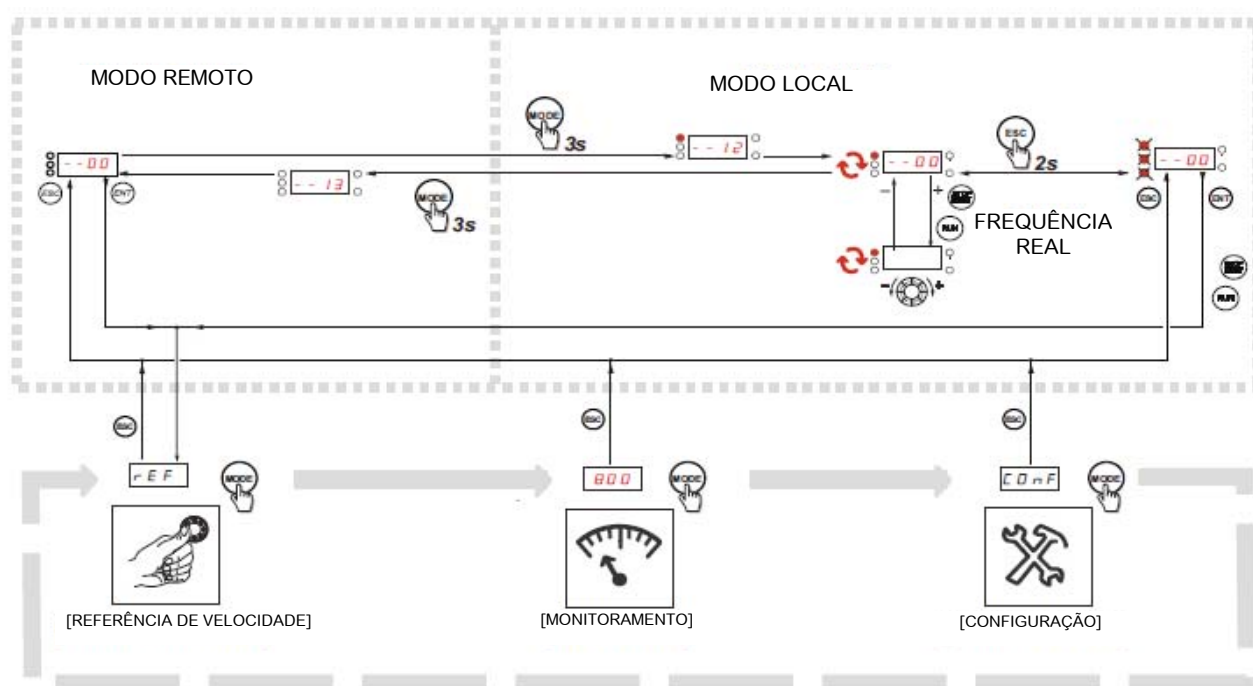 MODO REMOTO
MODO LOCAL
MODE
3s
--12
ESC
2s
--00
--00
--00
ESC
ENT
--13
MODE
3s
-
+
RUN
FREQUÊNCIA
REAL
ESC
ENT
- +
RUN
ESC
ESC
ESC
rEF
MODE
800
MODE
COnF
MODE
[REFERÊNCIA DE VELOCIDADE]
[MONITORAMENTO]
[CONFIGURAÇÃO]